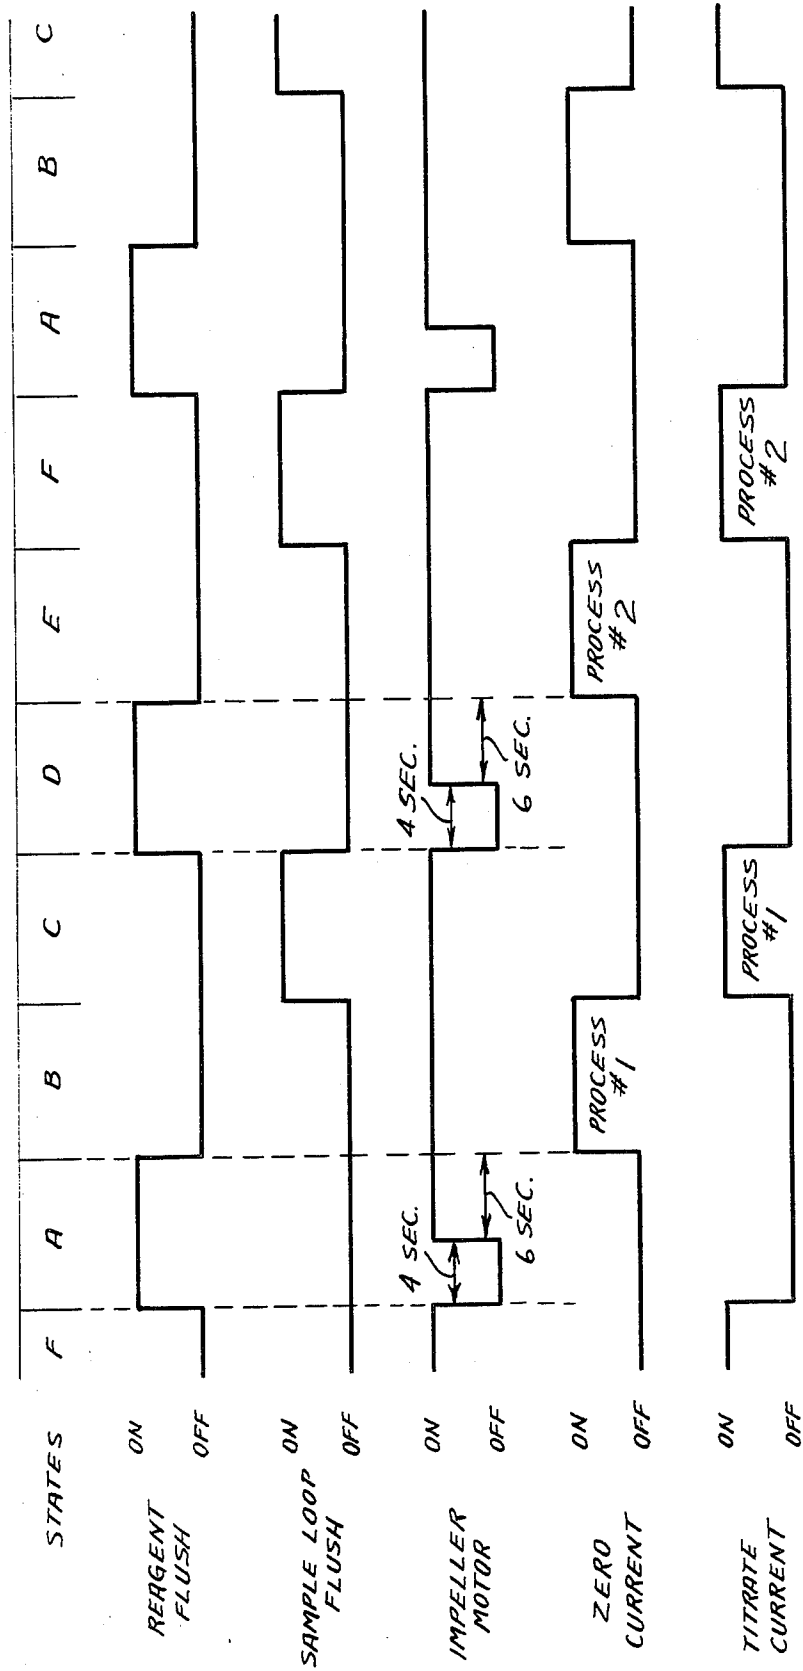 STATES F A B C D E F A B C
REAGENT
FLUSH
ON
OFF
SAMPLE LOOP
FLUSH
ON
OFF
IMPELLER
MOTOR
ON
OFF
4 SEC.
6 SEC.
4 SEC.
6 SEC.
ZERO
CURRENT
ON
OFF
PROCESS
#1
PROCESS
#2
TITRATE
CURRENT
ON
OFF
PROCESS
#1
PROCESS
#2